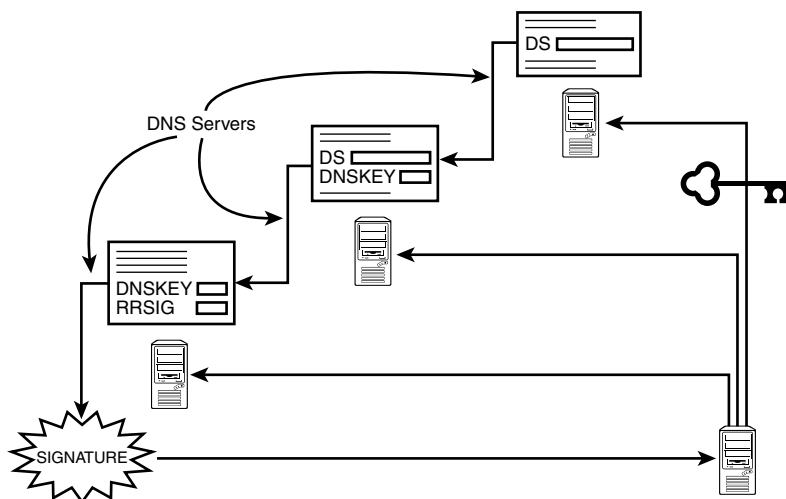 DS
DNS Servers
DS
DNSKEY
DNSKEY
RRSIG
SIGNATURE